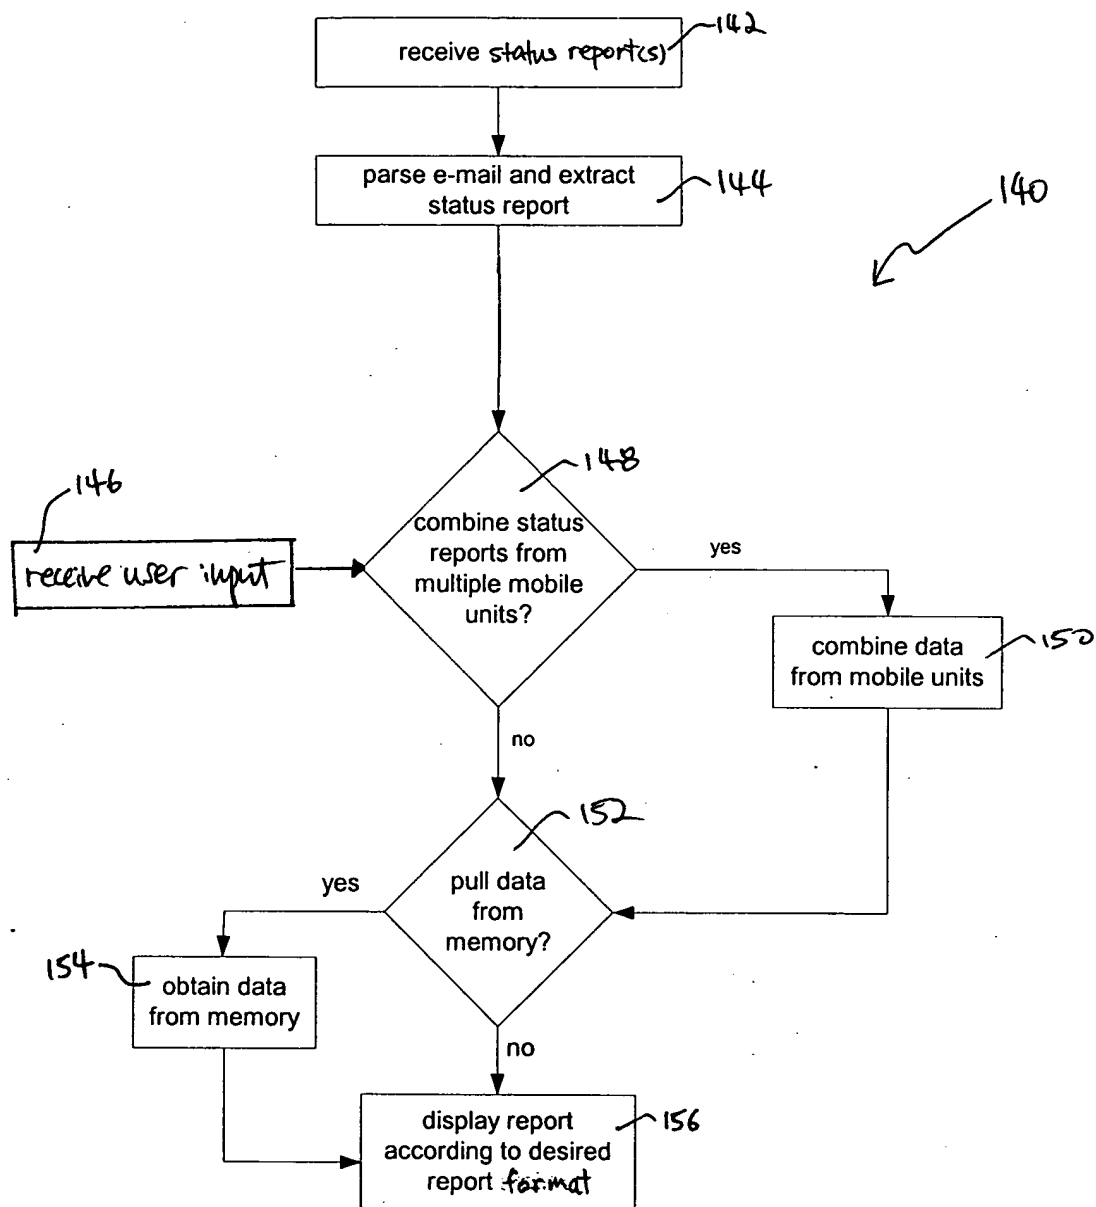 142
receive status report(s)
parse e-mail and extract
status report
144
140
148
146
combine status
reports from
multiple mobile
units?
yes
receive user input
combine data
from mobile units
150
no
152
pull data
from
memory?
yes
154
obtain data
from memory
no
display report
according to desired
report format
156